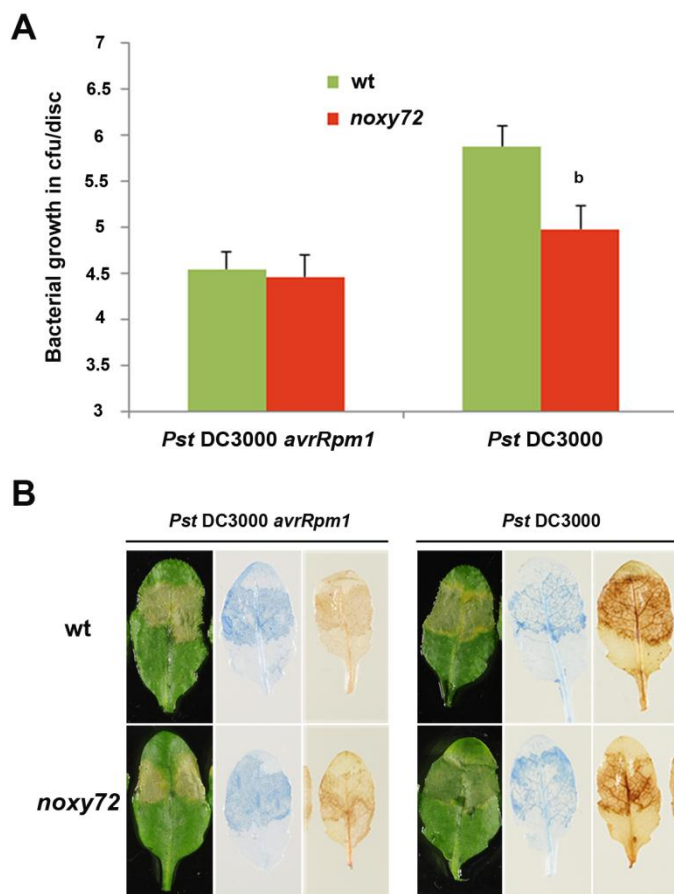 A
Bacterial growth in cfu/disc
7
6.5
6
5.5
5
4.5
4
3.5
3
wt
noxy72
b
Pst DC3000 avrRpm1
Pst DC3000
B
Pst DC3000 avrRpm1
Pst DC3000
wt
noxy72